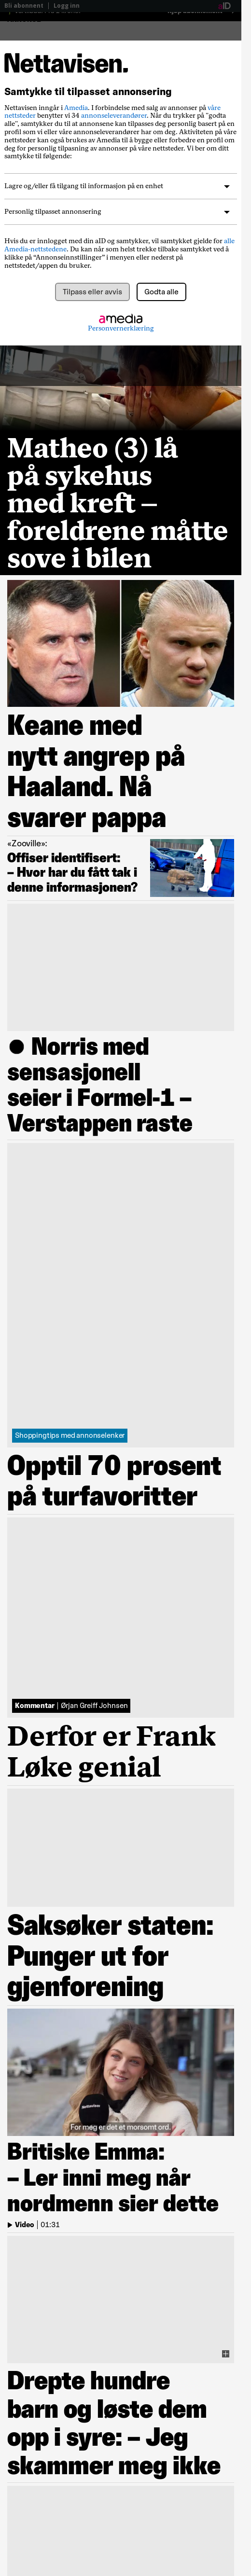 Bli abonnent | Logg inn
aID
Nettavisen.
Samtykke til tilpasset annonsering
Nettavisen inngår i Amedia. I forbindelse med salg av annonser på våre
nettsteder benytter vi 34 annonseleverandører. Når du trykker på "godta
alle", samtykker du til at annonsene kan tilpasses deg personlig basert på en
profil om deg vi eller våre annonseleverandører har om deg. Aktiviteten på våre
nettsteder kan også brukes av Amedia til å bygge eller forbedre en profil om
deg for personlig tilpasning av annonser på våre nettsteder. Vi ber om ditt
samtykke til følgende:
Lagre og/eller få tilgang til informasjon på en enhet
Personlig tilpasset annonsering
Hvis du er innlogget med din aID og samtykker, vil samtykket gjelde for alle
Amedia-nettstedene. Du kan når som helst trekke tilbake samtykket ved å
klikke på “Annonseinnstillinger” i menyen eller nederst på
nettstedet/appen du bruker.
Tilpass eller avvis
Godta alle
amedia
Personvernerklæring
Matheo (3) lå
på sykehus
med kreft –
foreldrene måtte
sove i bilen
Keane med
nytt angrep på
Haaland. Nå
svarer pappa
«Zooville»:
Offiser identifisert:
– Hvor har du fått tak i
denne informasjonen?
● Norris med
sensasjonell
seier i Formel-1 –
Verstappen raste
Shoppingtips med annonselenker
Opptil 70 prosent
på turfavoritter
Kommentar | Ørjan Greiff Johnsen
Derfor er Frank
Løke genial
Saksøker staten:
Punger ut for
gjenforening
For meg er det et morsomt ord.
Britiske Emma:
– Ler inni meg når
nordmenn sier dette
Video | 01:31
Drepte hundre
barn og løste dem
opp i syre: – Jeg
skammer meg ikke